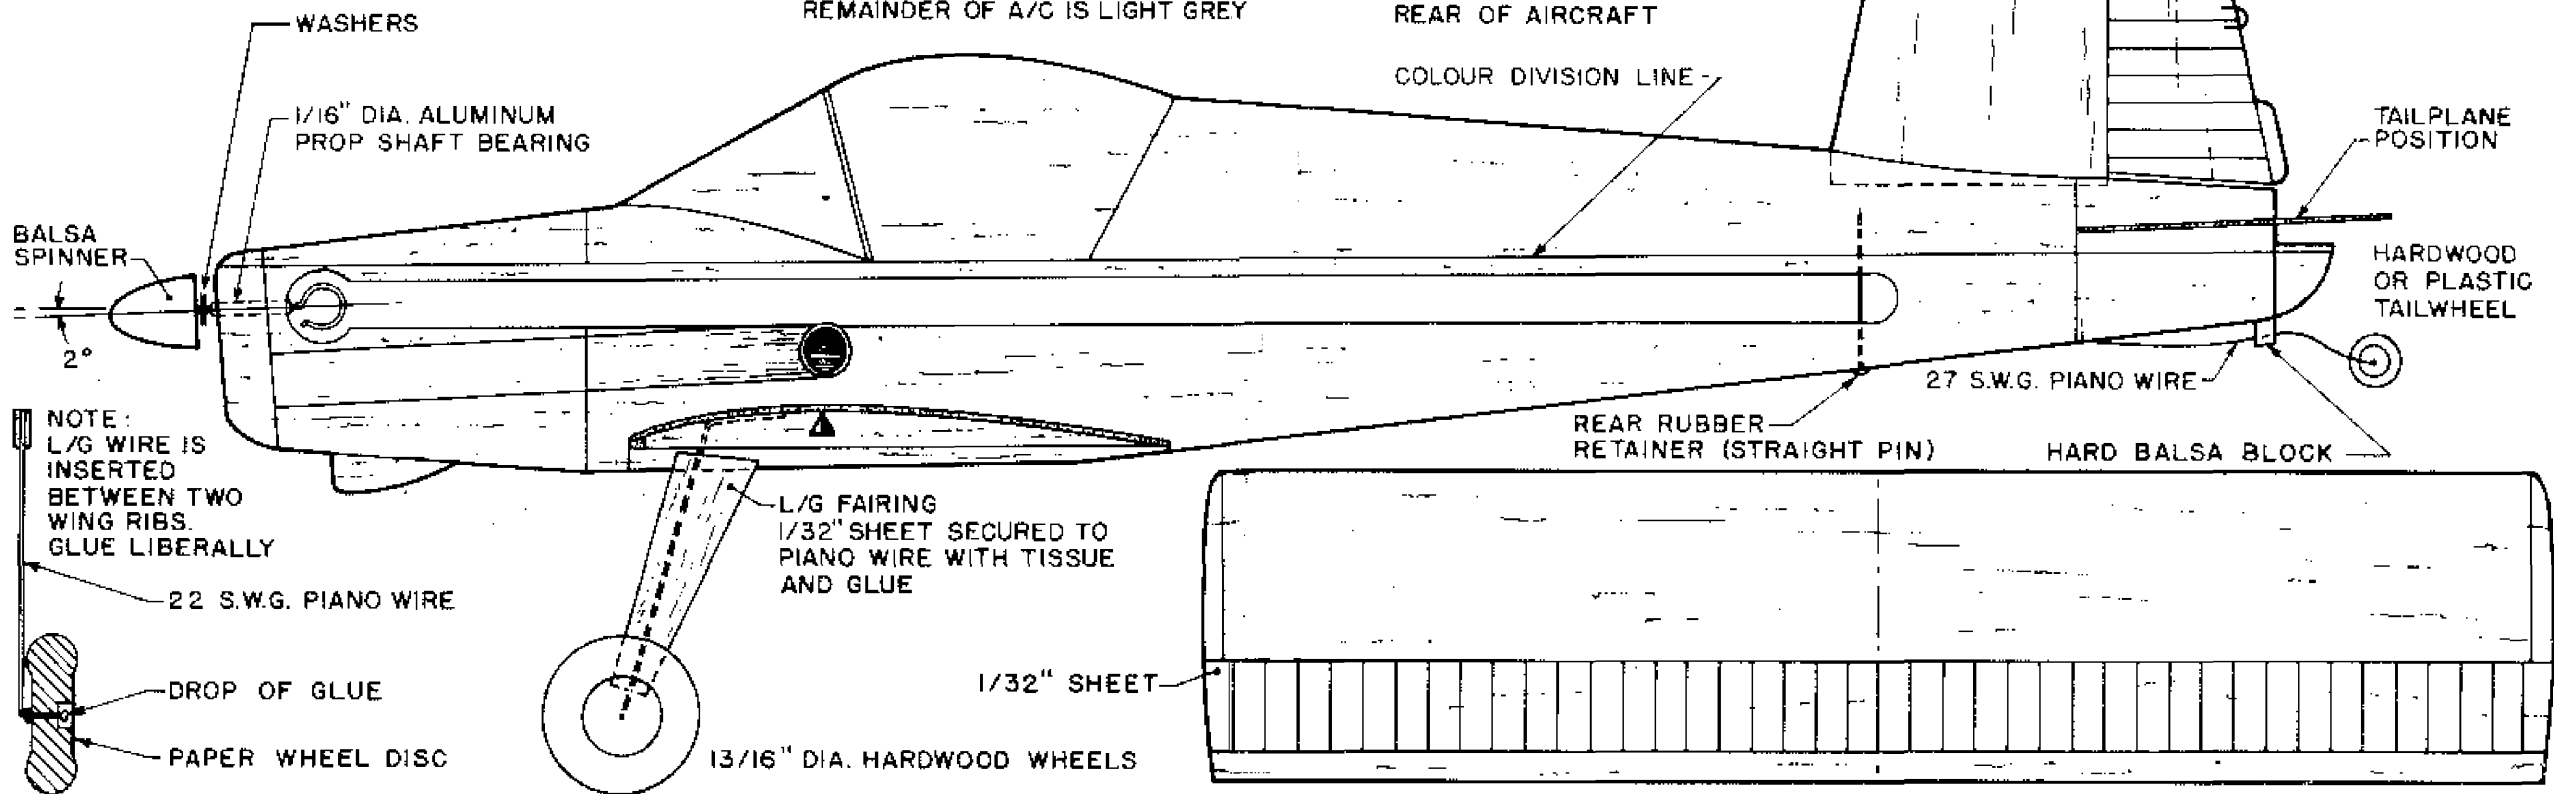 WASHERS
REMAINDER OF A/C IS LIGHT GREY
REAR OF AIRCRAFT
COLOUR DIVISION LINE
1/16" DIA. ALUMINUM
PROP SHAFT BEARING
TAILPLANE
POSITION
BALSA
SPINNER
2°
HARDWOOD
OR PLASTIC
TAILWHEEL
27 S.W.G. PIANO WIRE
REAR RUBBER
RETAINER (STRAIGHT PIN)
HARD BALSA BLOCK
NOTE:
L/G WIRE IS
INSERTED
BETWEEN TWO
WING RIBS.
GLUE LIBERALLY
L/G FAIRING
1/32" SHEET SECURED TO
PIANO WIRE WITH TISSUE
AND GLUE
22 S.W.G. PIANO WIRE
1/32" SHEET
DROP OF GLUE
PAPER WHEEL DISC
13/16" DIA. HARDWOOD WHEELS